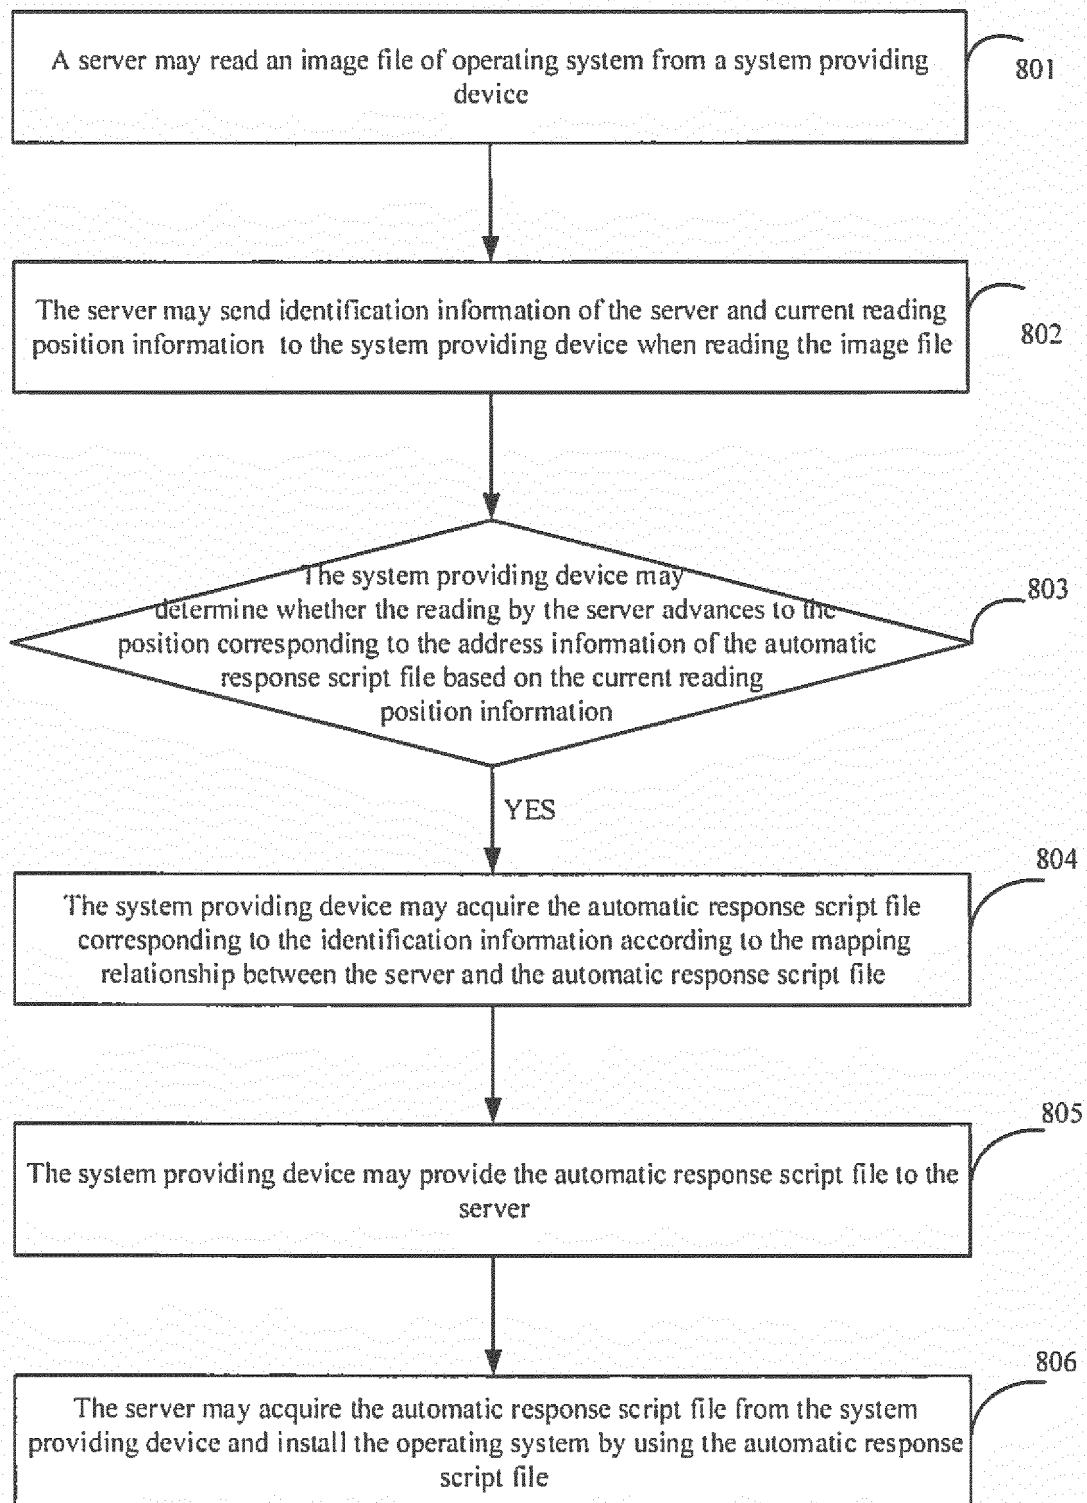 A server may read an image file of operating system from a system providing
device
801
The server may send identification information of the server and current reading
position information to the system providing device when reading the image file
802
The system providing device may
determine whether the reading by the server advances to the
position corresponding to the address information of the automatic
response script file based on the current reading
position information
803
YES
The system providing device may acquire the automatic response script file
corresponding to the identification information according to the mapping
relationship between the server and the automatic response script file
804
The system providing device may provide the automatic response script file to the
server
805
The server may acquire the automatic response script file from the system
providing device and install the operating system by using the automatic response
script file
806